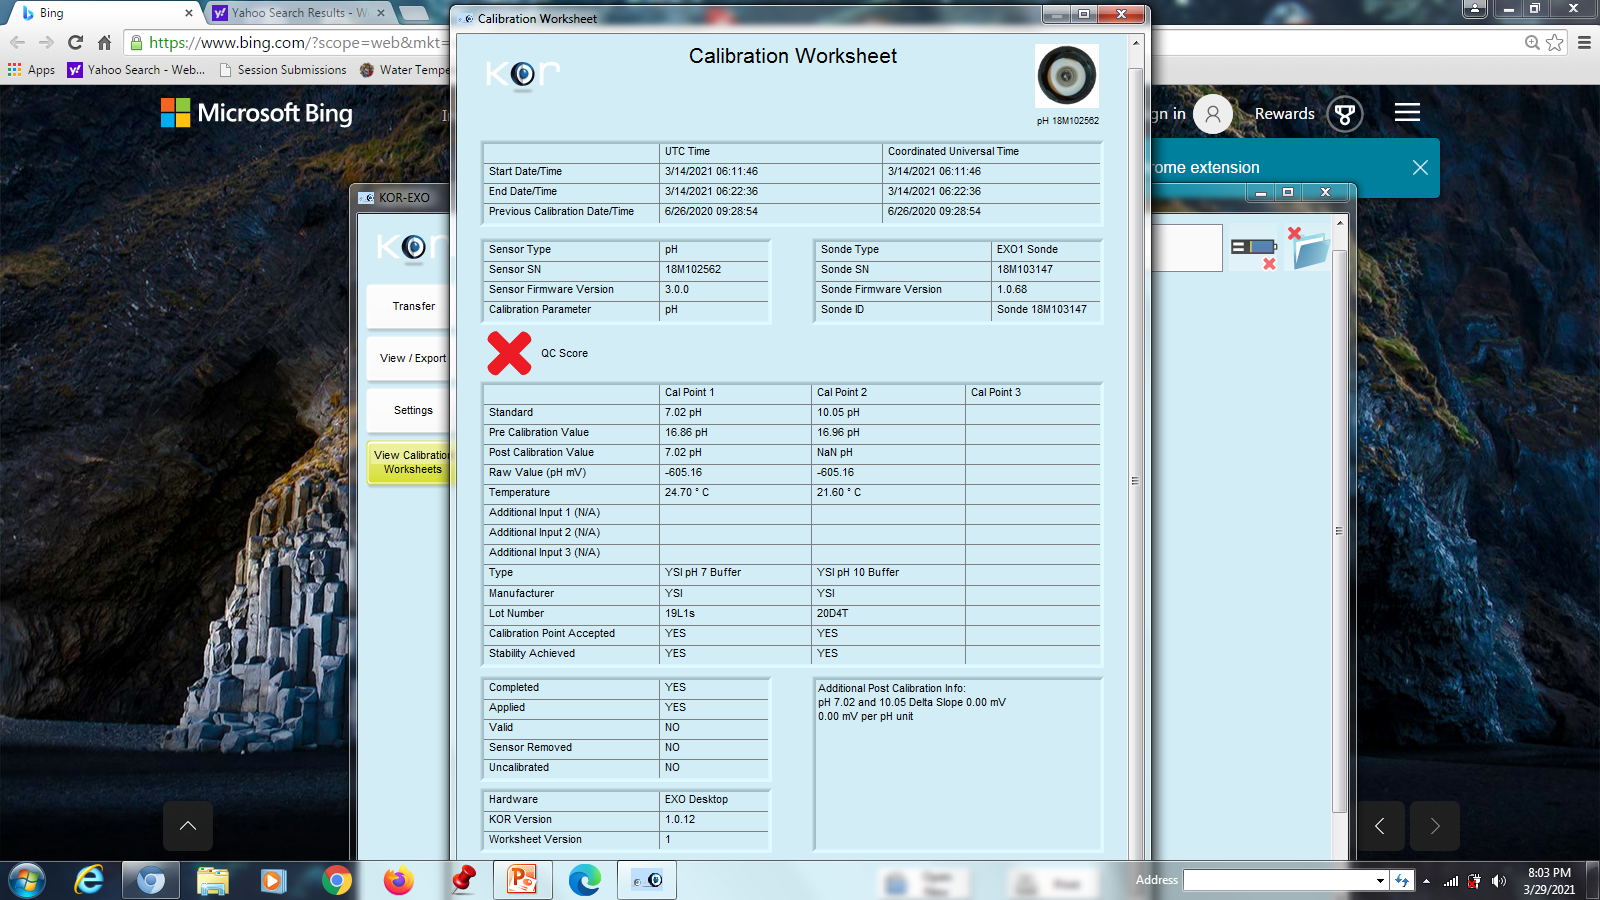 Bing
Yahoo Search Results - W
Calibration Worksheet
https://www.bing.com/?scope=web&mkt=
Apps
Yahoo Search - Web...
Session Submissions
Water Tempe
Microsoft Bing
gn in
Rewards
rome extension
KOR-EXO
kor
Transfer
View / Export
Settings
View Calibration
Worksheets
kor
Calibration Worksheet
pH 18M102562
UTC Time Coordinated Universal Time
Start Date/Time 3/14/2021 06:11:46 3/14/2021 06:11:46
End Date/Time 3/14/2021 06:22:36 3/14/2021 06:22:36
Previous Calibration Date/Time 6/26/2020 09:28:54 6/26/2020 09:28:54
Sensor Type pH Sonde Type EXO1 Sonde
Sensor SN 18M102562 Sonde SN 18M103147
Sensor Firmware Version 3.0.0 Sonde Firmware Version 1.0.68
Calibration Parameter pH Sonde ID Sonde 18M103147
QC Score
Cal Point 1 Cal Point 2 Cal Point 3
Standard 7.02 pH 10.05 pH
Pre Calibration Value 16.86 pH 16.96 pH
Post Calibration Value 7.02 pH NaN pH
Raw Value (pH mV) -605.16 -605.16
Temperature 24.70 ° C 21.60 ° C
Additional Input 1 (N/A)
Additional Input 2 (N/A)
Additional Input 3 (N/A)
Type YSI pH 7 Buffer YSI pH 10 Buffer
Manufacturer YSI YSI
Lot Number 19L1s 20D4T
Calibration Point Accepted YES YES
Stability Achieved YES YES
Completed YES
Applied YES
Valid NO
Sensor Removed NO
Uncalibrated NO
Additional Post Calibration Info:
pH 7.02 and 10.05 Delta Slope 0.00 mV
0.00 mV per pH unit
Hardware EXO Desktop
KOR Version 1.0.12
Worksheet Version 1
Address
8:03 PM
3/29/2021